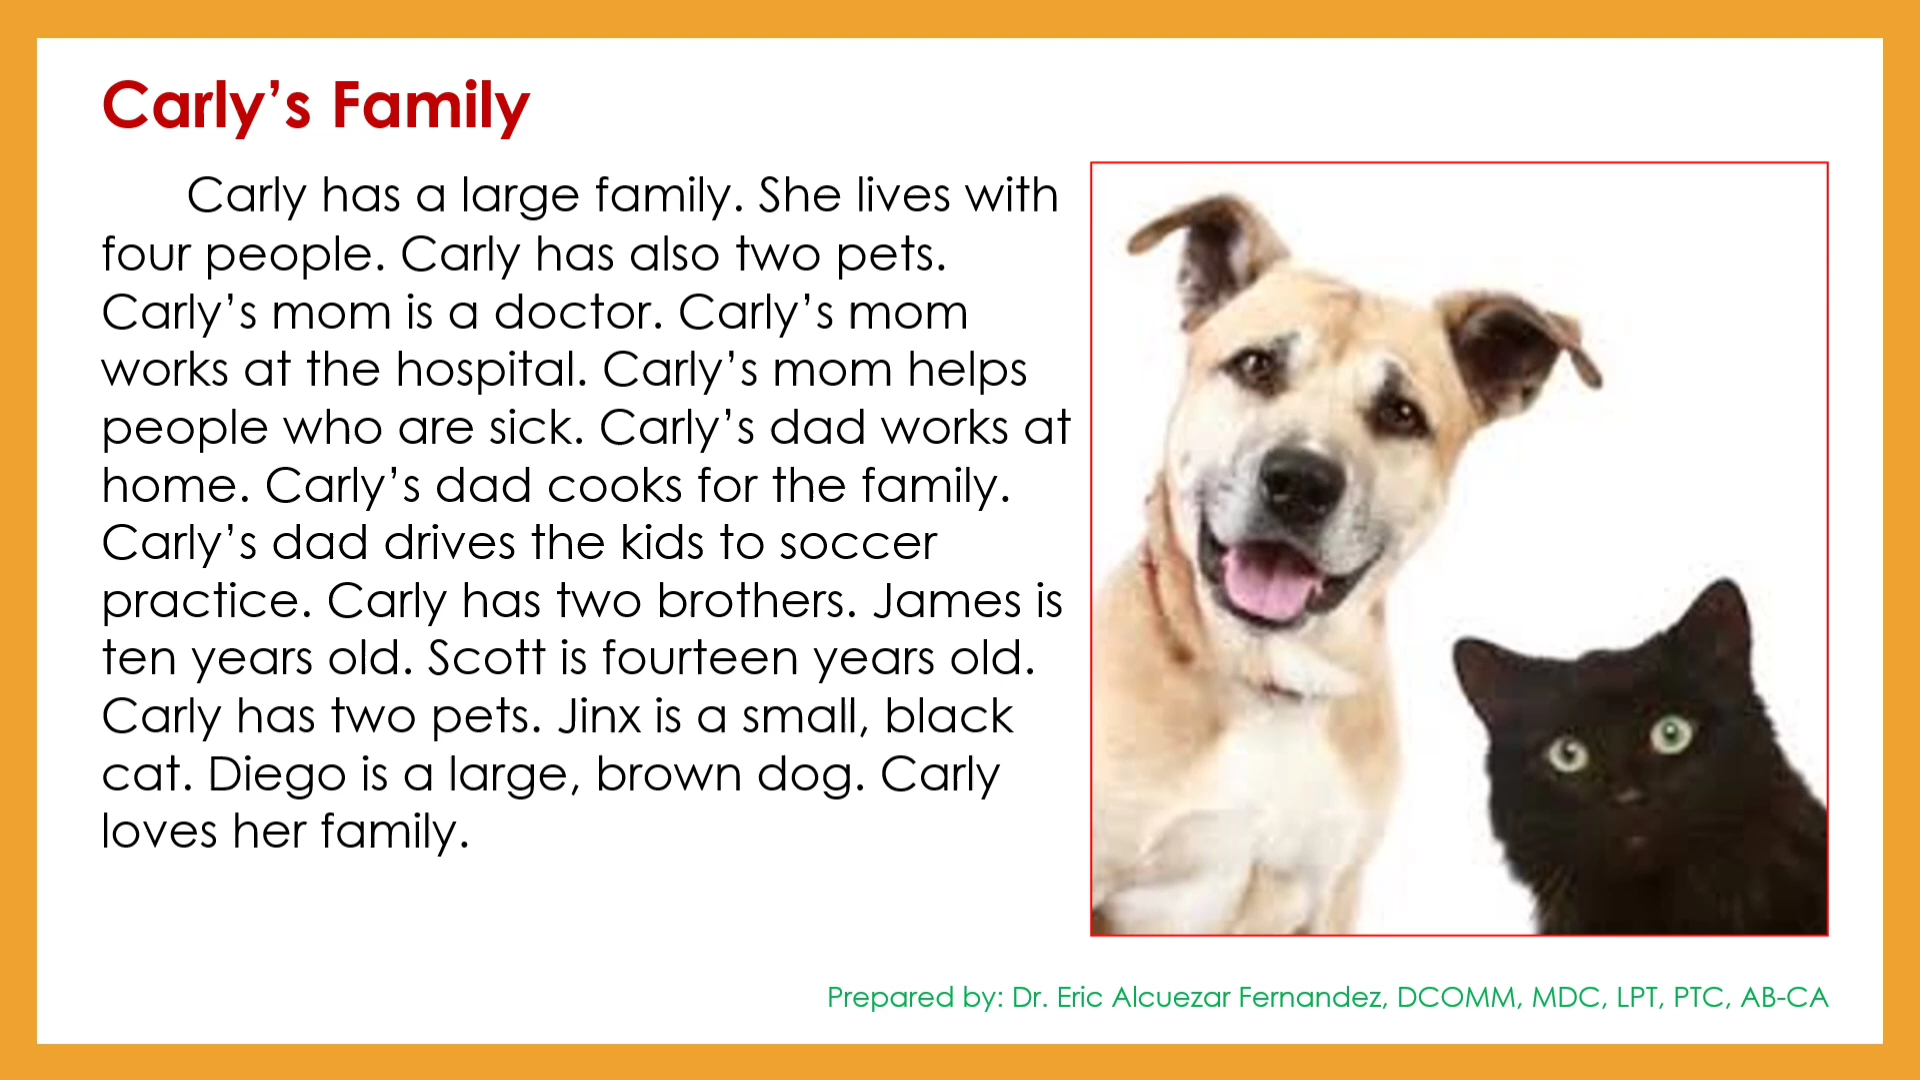 Carly’s Family
Carly has a large family. She lives with
four people. Carly has also two pets.
Carly’s mom is a doctor. Carly’s mom
works at the hospital. Carly’s mom helps
people who are sick. Carly’s dad works at
home. Carly’s dad cooks for the family.
Carly’s dad drives the kids to soccer
practice. Carly has two brothers. James is
ten years old. Scott is fourteen years old.
Carly has two pets. Jinx is a small, black
cat. Diego is a large, brown dog. Carly
loves her family.
Prepared by: Dr. Eric Alcuezar Fernandez, DCOMM, MDC, LPT, PTC, AB-CA